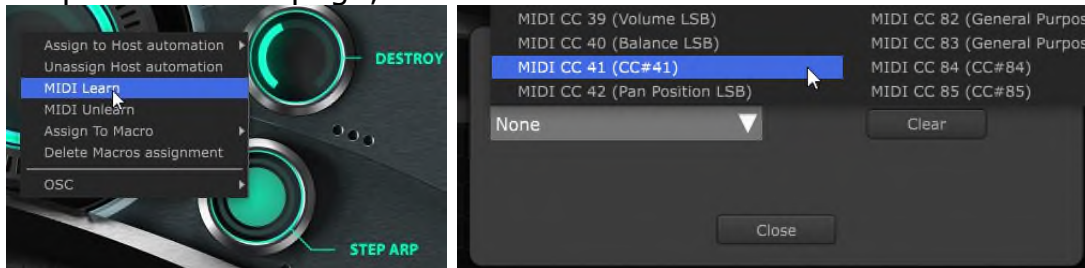 Assign to Host automation
Unassign Host automation
MIDI Learn
MIDI Unlearn
Assign To Macro
Delete Macros assignment
OSC
DESTROY
STEP ARP
MIDI CC 39 (Volume LSB)
MIDI CC 40 (Balance LSB)
MIDI CC 41 (CC#41)
MIDI CC 42 (Pan Position LSB)
MIDI CC 82 (General Purpos
MIDI CC 83 (General Purpos
MIDI CC 84 (CC#84)
MIDI CC 85 (CC#85)
None
Clear
Close